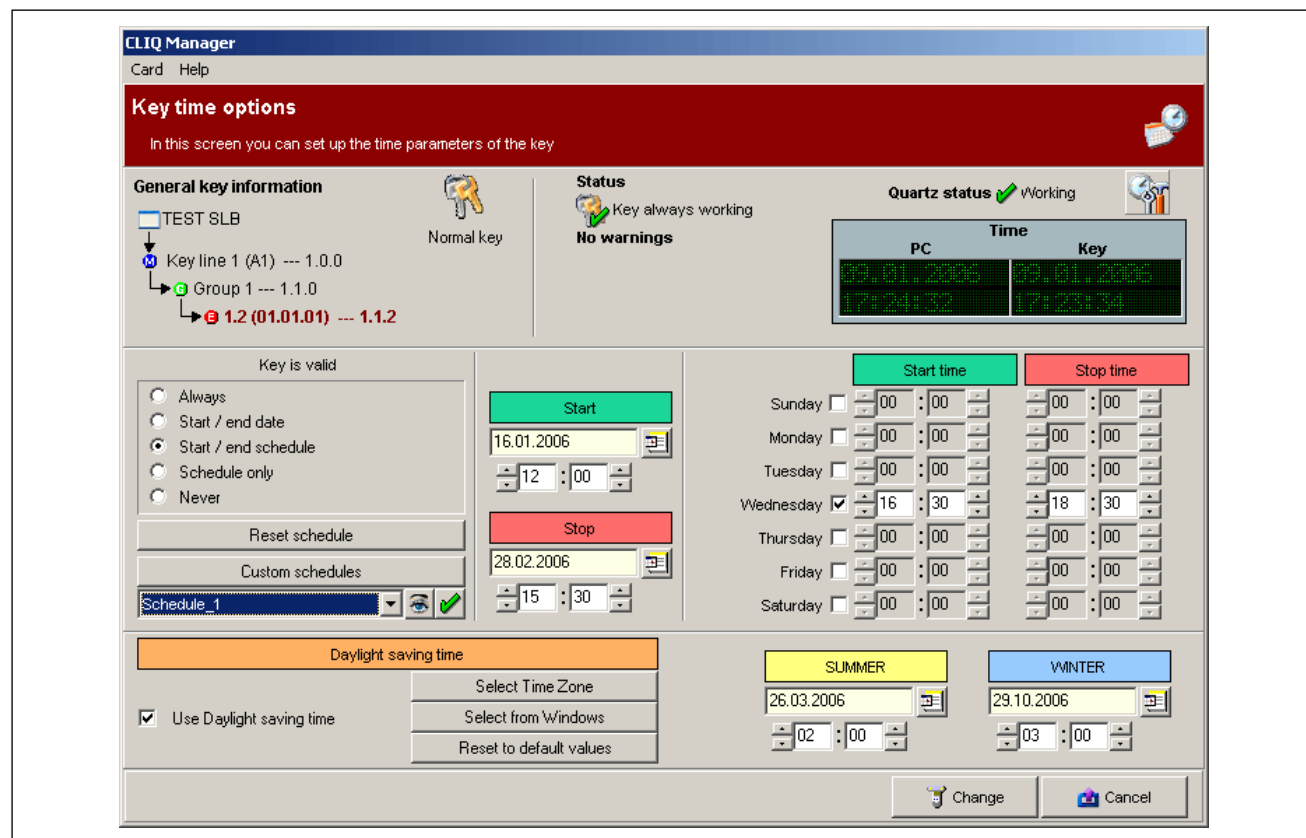 CLIQ Manager
Card Help
Key time options
In this screen you can set up the time parameters of the key
General key information
TEST SLB
M Key line 1 (A1) --- 1.0.0
G Group 1 --- 1.1.0
E 1.2 (01.01.01) --- 1.1.2
Normal key
Status
Key always working
No warnings
Quartz status Working
Time
PC Key
09.01.2006 09.01.2006
17:24:32 17:23:34
Key is valid
Always
Start / end date
Start / end schedule
Schedule only
Never
Reset schedule
Custom schedules
Schedule_1
Start
16.01.2006
12 : 00
Stop
28.02.2006
15 : 30
Start time Stop time
Sunday 00 : 00 00 : 00
Monday 00 : 00 00 : 00
Tuesday 00 : 00 00 : 00
Wednesday 16 : 30 18 : 30
Thursday 00 : 00 00 : 00
Friday 00 : 00 00 : 00
Saturday 00 : 00 00 : 00
Daylight saving time
Use Daylight saving time
Select Time Zone
Select from Windows
Reset to default values
SUMMER
26.03.2006
02 : 00
WINTER
29.10.2006
03 : 00
Change Cancel